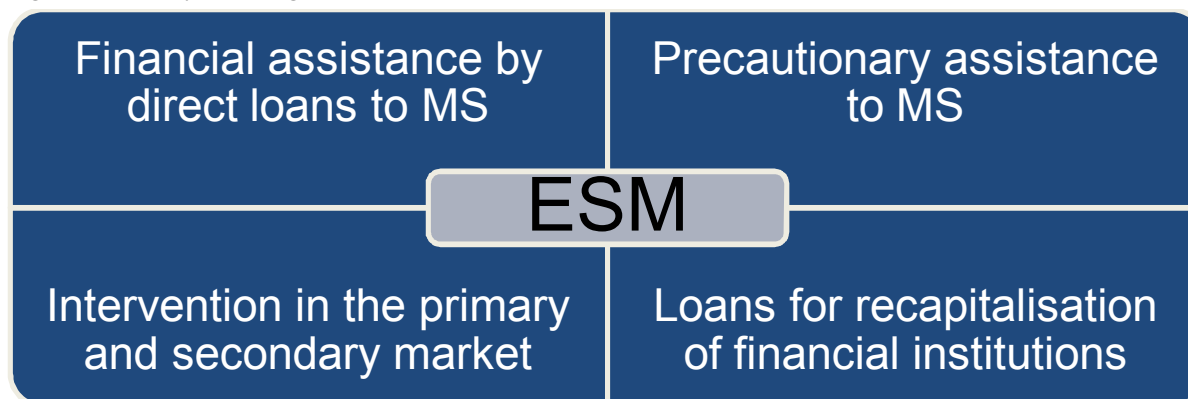 Financial assistance by
direct loans to MS
Precautionary assistance
to MS
ESM
Intervention in the primary
and secondary market
Loans for recapitalisation
of financial institutions